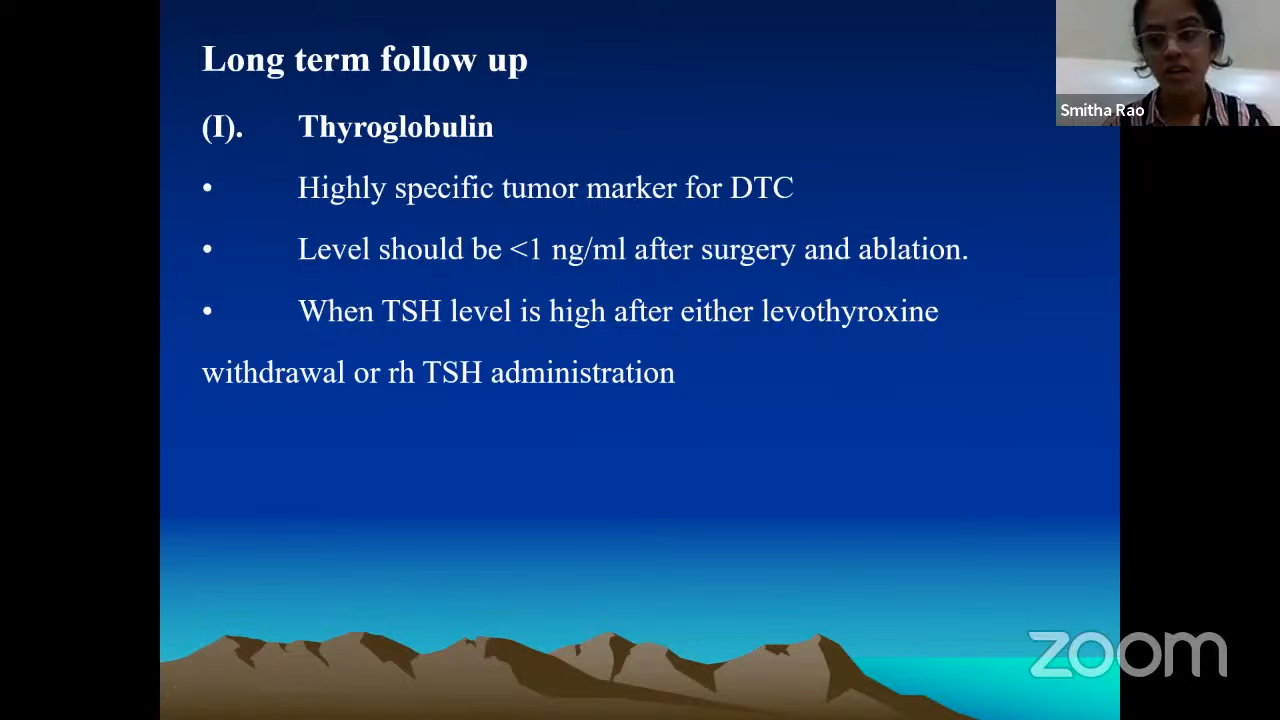 Long term follow up
Smitha Rao
(I). Thyroglobulin
• Highly specific tumor marker for DTC
• Level should be <1 ng/ml after surgery and ablation.
• When TSH level is high after either levothyroxine
withdrawal or rh TSH administration
zoom